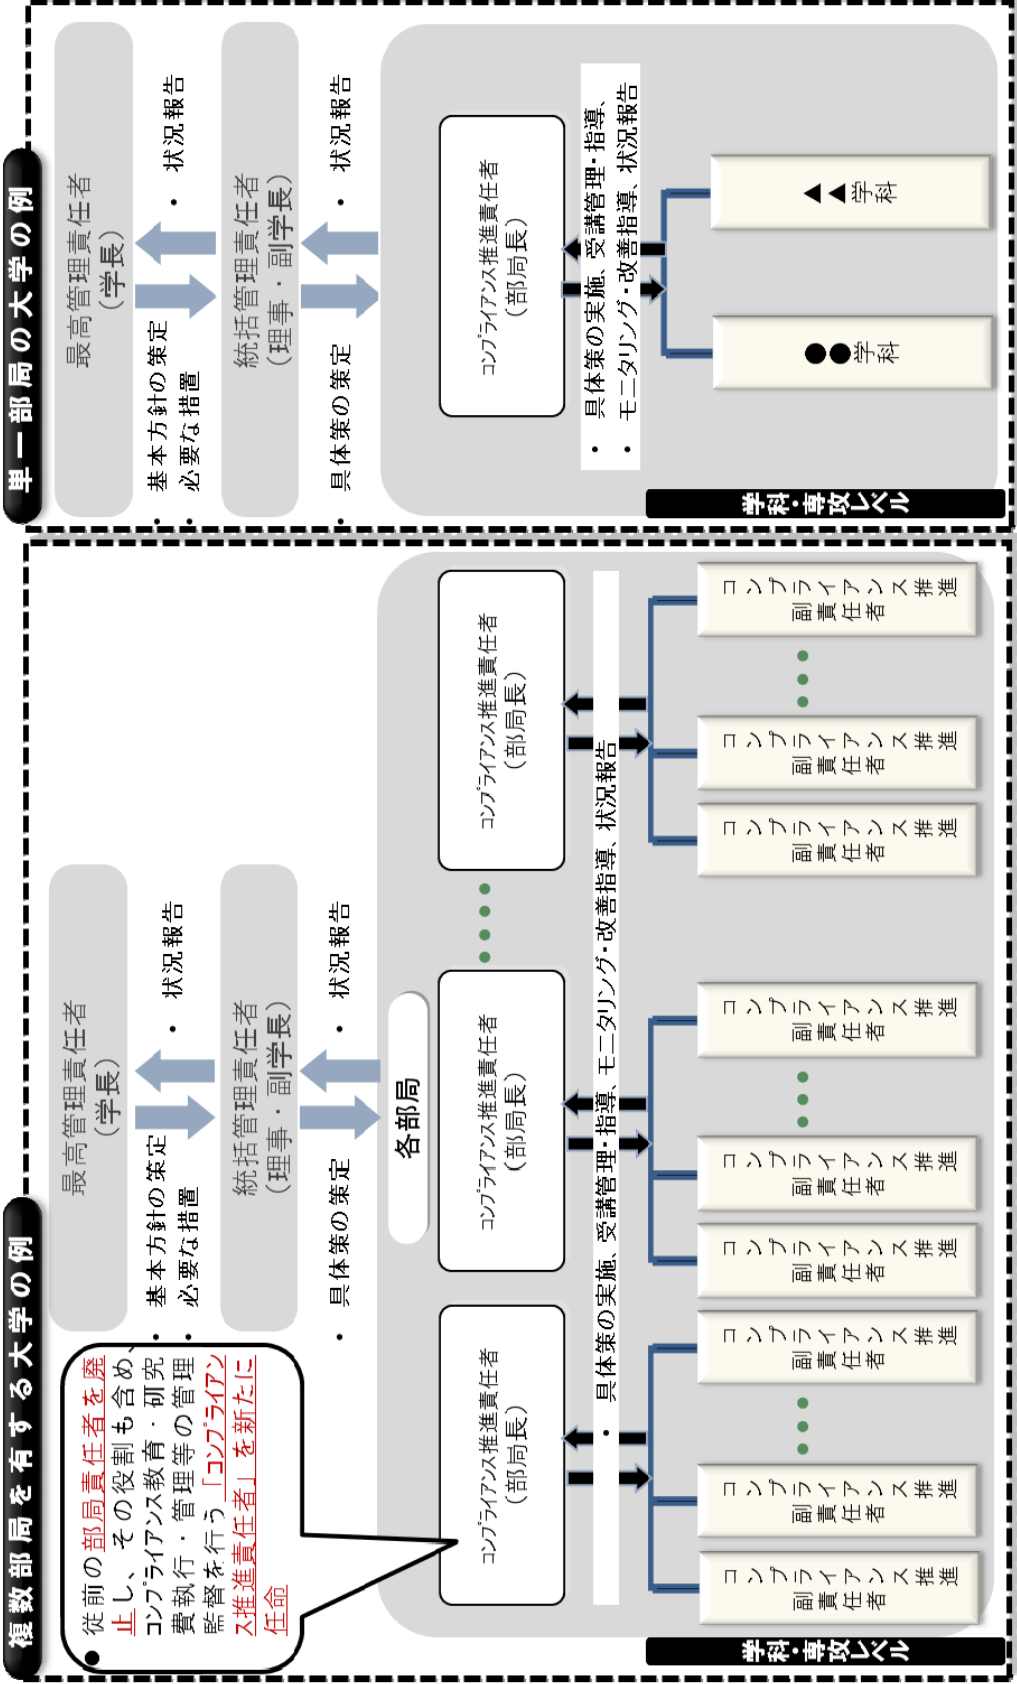 複数部局を有する大学の例
最高管理責任者
（学長）
・基本方針の策定
・必要な措置
・状況報告
統括管理責任者
（理事・副学長）
・具体策の策定
・状況報告
●従前の部局責任者を廃
止し、その役割も含め、
コンプライアンス教育・研究
費執行・管理等の管理
監督を行う「コンプライアン
ス推進責任者」を新たに
任命
各部局
コンプライアンス推進責任者
（部局長）
コンプライアンス推進責任者
（部局長）
コンプライアンス推進責任者
（部局長）
・具体策の実施、受講管理・指導、モニタリング・改善指導、状況報告
コンプライアンス推進
副責任者
コンプライアンス推進
副責任者
コンプライアンス推進
副責任者
コンプライアンス推進
副責任者
コンプライアンス推進
副責任者
コンプライアンス推進
副責任者
コンプライアンス推進
副責任者
コンプライアンス推進
副責任者
コンプライアンス推進
副責任者
学科・専攻レベル
単一部局の大学の例
最高管理責任者
（学長）
・基本方針の策定
・必要な措置
・状況報告
統括管理責任者
（理事・副学長）
・具体策の策定
・状況報告
コンプライアンス推進責任者
（部局長）
・具体策の実施、受講管理・指導、
・モニタリング・改善指導、状況報告
●●学科
▲▲学科
学科・専攻レベル